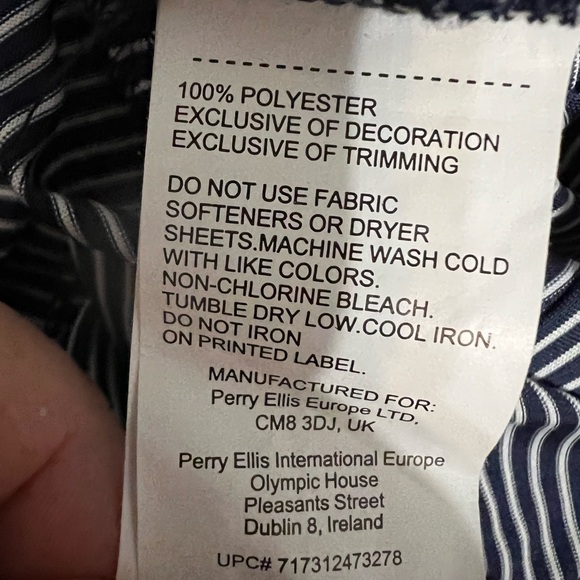 100% POLYESTER
EXCLUSIVE OF DECORATION
EXCLUSIVE OF TRIMMING
DO NOT USE FABRIC
SOFTENERS OR DRYER
SHEETS.MACHINE WASH COLD
WITH LIKE COLORS.
NON-CHLORINE BLEACH.
TUMBLE DRY LOW.COOL IRON.
DO NOT IRON
ON PRINTED LABEL.
MANUFACTURED FOR:
Perry Ellis Europe LTD.
CM8 3DJ, UK
Perry Ellis International Europe
Olympic House
Pleasants Street
Dublin 8, Ireland
UPC# 717312473278